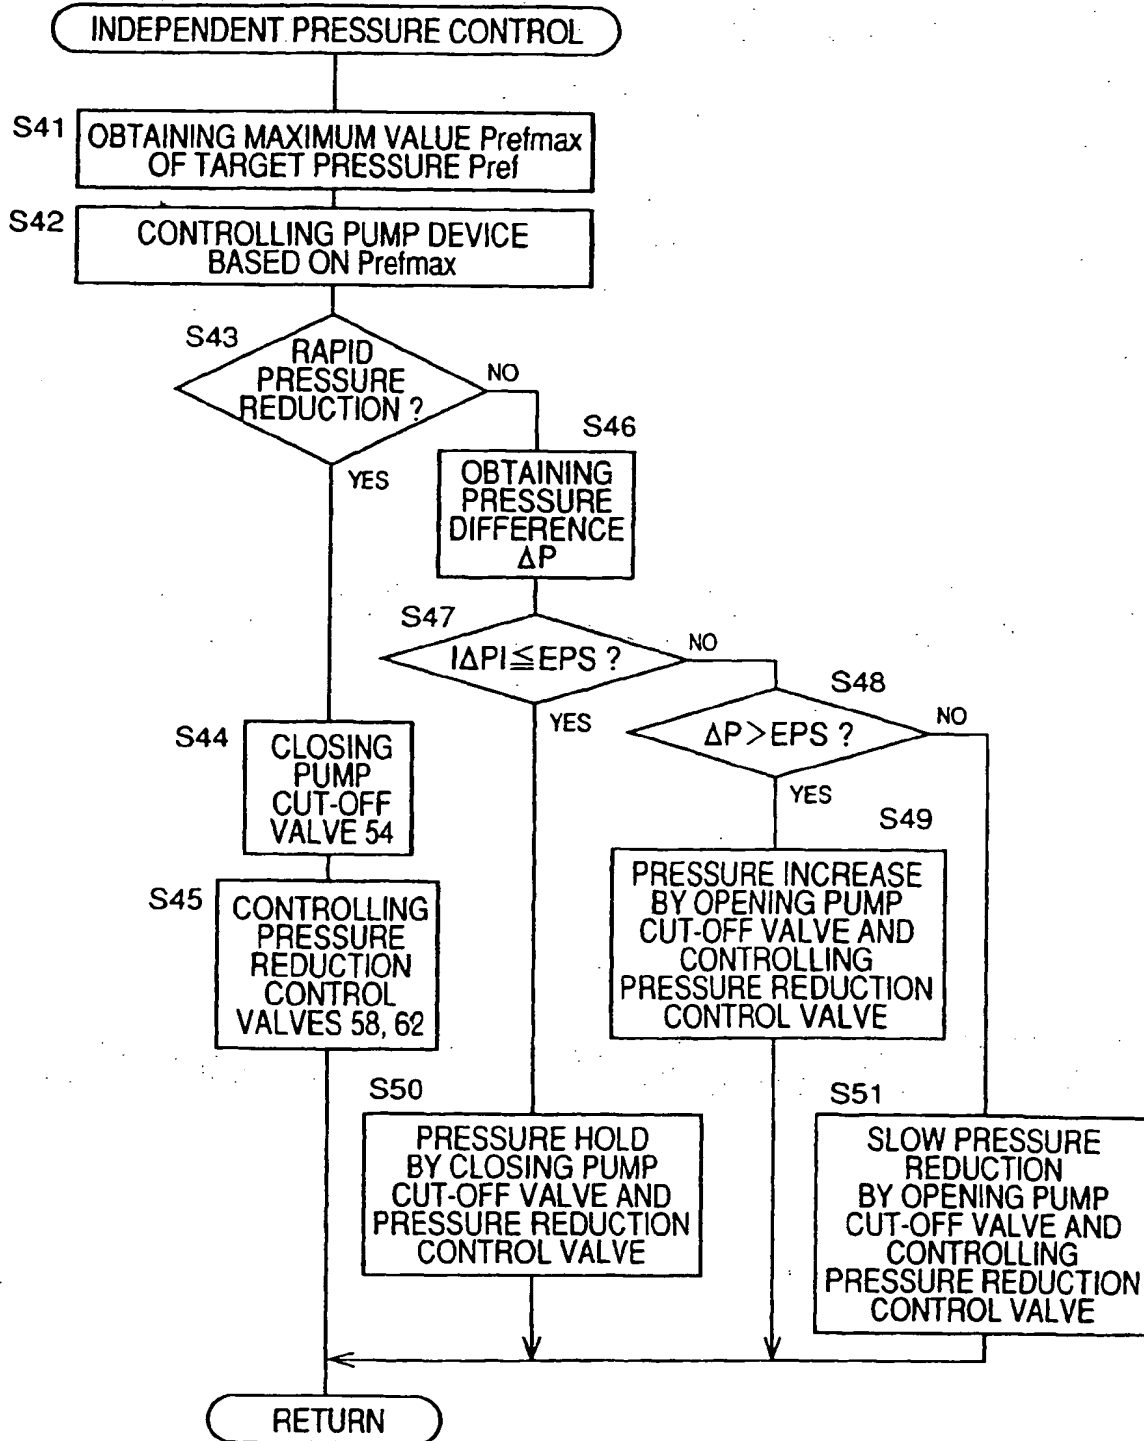 INDEPENDENT PRESSURE CONTROL
S41
OBTAINING MAXIMUM VALUE Prefmax
OF TARGET PRESSURE Pref
S42
CONTROLLING PUMP DEVICE
BASED ON Prefmax
S43
RAPID
PRESSURE
REDUCTION ?
NO
YES
S46
OBTAINING
PRESSURE
DIFFERENCE
ΔP
S47
|ΔP|≦EPS ?
NO
YES
S48
ΔP>EPS ?
NO
YES
S44
CLOSING
PUMP
CUT-OFF
VALVE 54
S45
CONTROLLING
PRESSURE
REDUCTION
CONTROL
VALVES 58, 62
S49
PRESSURE INCREASE
BY OPENING PUMP
CUT-OFF VALVE AND
CONTROLLING
PRESSURE REDUCTION
CONTROL VALVE
S50
PRESSURE HOLD
BY CLOSING PUMP
CUT-OFF VALVE AND
PRESSURE REDUCTION
CONTROL VALVE
S51
SLOW PRESSURE
REDUCTION
BY OPENING PUMP
CUT-OFF VALVE AND
CONTROLLING
PRESSURE REDUCTION
CONTROL VALVE
RETURN